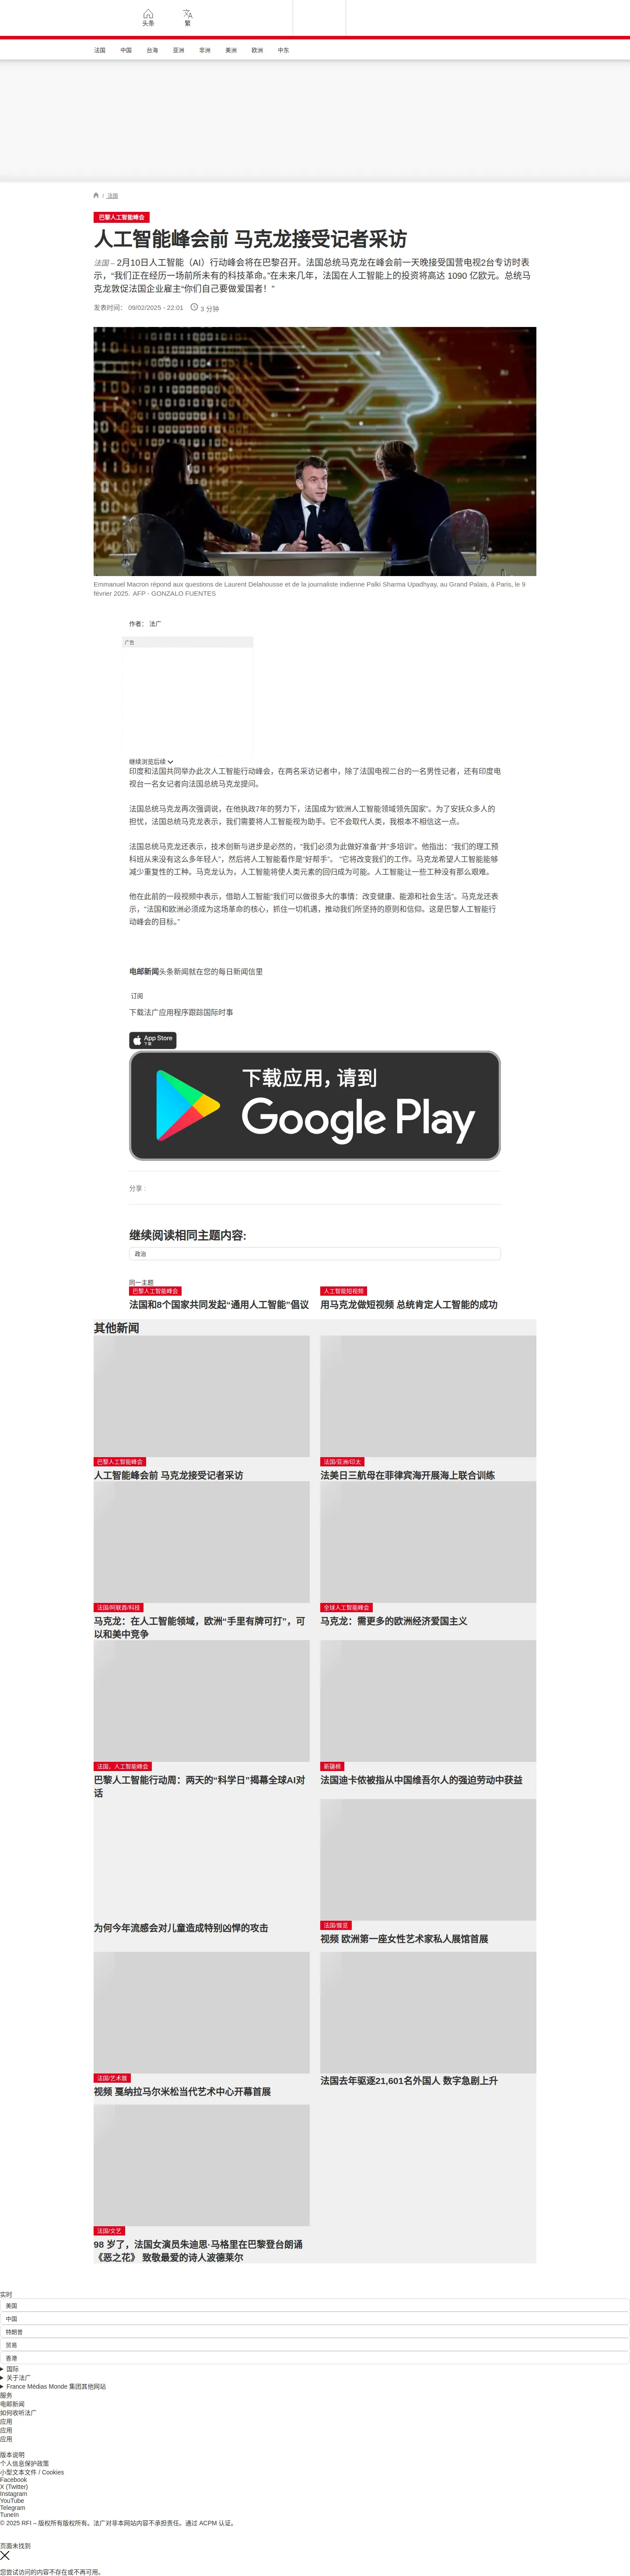 头条
繁
法国
中国
台海
亚洲
非洲
美洲
欧洲
中东
/ 法国
巴黎人工智能峰会
人工智能峰会前 马克龙接受记者采访
法国 – 2月10日人工智能（AI）行动峰会将在巴黎召开。法国总统马克龙在峰会前一天晚接受国营电视2台专访时表
示，“我们正在经历一场前所未有的科技革命。”在未来几年，法国在人工智能上的投资将高达 1090 亿欧元。总统马
克龙敦促法国企业雇主“你们自己要做爱国者！”
发表时间： 09/02/2025 - 22:01
3 分钟
Emmanuel Macron répond aux questions de Laurent Delahousse et de la journaliste indienne Palki Sharma Upadhyay, au Grand Palais, à Paris, le 9
février 2025. AFP - GONZALO FUENTES
作者： 法广
广告
继续浏览后续
印度和法国共同举办此次人工智能行动峰会，在两名采访记者中，除了法国电视二台的一名男性记者，还有印度电
视台一名女记者向法国总统马克龙提问。
法国总统马克龙再次强调说，在他执政7年的努力下，法国成为“欧洲人工智能领域领先国家”。为了安抚众多人的
担忧，法国总统马克龙表示，我们需要将人工智能视为助手。它不会取代人类，我根本不相信这一点。
法国总统马克龙还表示，技术创新与进步是必然的，“我们必须为此做好准备”并“多培训”。他指出：“我们的理工预
科班从来没有这么多年轻人”，然后将人工智能看作是“好帮手”。 “它将改变我们的工作。马克龙希望人工智能能够
减少重复性的工种。马克龙认为，人工智能将使人类元素的回归成为可能。人工智能让一些工种没有那么艰难。
他在此前的一段视频中表示，借助人工智能“我们可以做很多大的事情：改变健康、能源和社会生活”。马克龙还表
示，“法国和欧洲必须成为这场革命的核心，抓住一切机遇，推动我们所坚持的原则和信仰。这是巴黎人工智能行
动峰会的目标。”
电邮新闻头条新闻就在您的每日新闻信里
订阅
下载法广应用程序跟踪国际时事
App Store
下载
下载应用，请到
Google Play
分享 :
继续阅读相同主题内容:
政治
同一主题
巴黎人工智能峰会
法国和8个国家共同发起“通用人工智能”倡议
人工智能短视频
用马克龙做短视频 总统肯定人工智能的成功
其他新闻
巴黎人工智能峰会
人工智能峰会前 马克龙接受记者采访
法国/亚洲/印太
法美日三航母在菲律宾海开展海上联合训练
法国/阿联酋/科技
马克龙：在人工智能领域，欧洲“手里有牌可打”，可
以和美中竞争
全球人工智能峰会
马克龙：需更多的欧洲经济爱国主义
法国，人工智能峰会
巴黎人工智能行动周：两天的“科学日”揭幕全球AI对
话
新疆棉
法国迪卡侬被指从中国维吾尔人的强迫劳动中获益
为何今年流感会对儿童造成特别凶悍的攻击
法国/展览
视频 欧洲第一座女性艺术家私人展馆首展
法国/艺术展
视频 戛纳拉马尔米松当代艺术中心开幕首展
法国去年驱逐21,601名外国人 数字急剧上升
法国/文艺
98 岁了，法国女演员朱迪思·马格里在巴黎登台朗诵
《恶之花》 致敬最爱的诗人波德莱尔
实时
美国
中国
特朗普
贸易
香港
国际
关于法广
France Médias Monde 集团其他网站
服务
电邮新闻
如何收听法广
应用
应用
应用
版本说明
个人信息保护政策
小型文本文件 / Cookies
Facebook
X (Twitter)
Instagram
YouTube
Telegram
TuneIn
© 2025 RFI – 版权所有版权所有。法广对非本网站内容不承担责任。通过 ACPM 认证。
页面未找到
您尝试访问的内容不存在或不再可用。